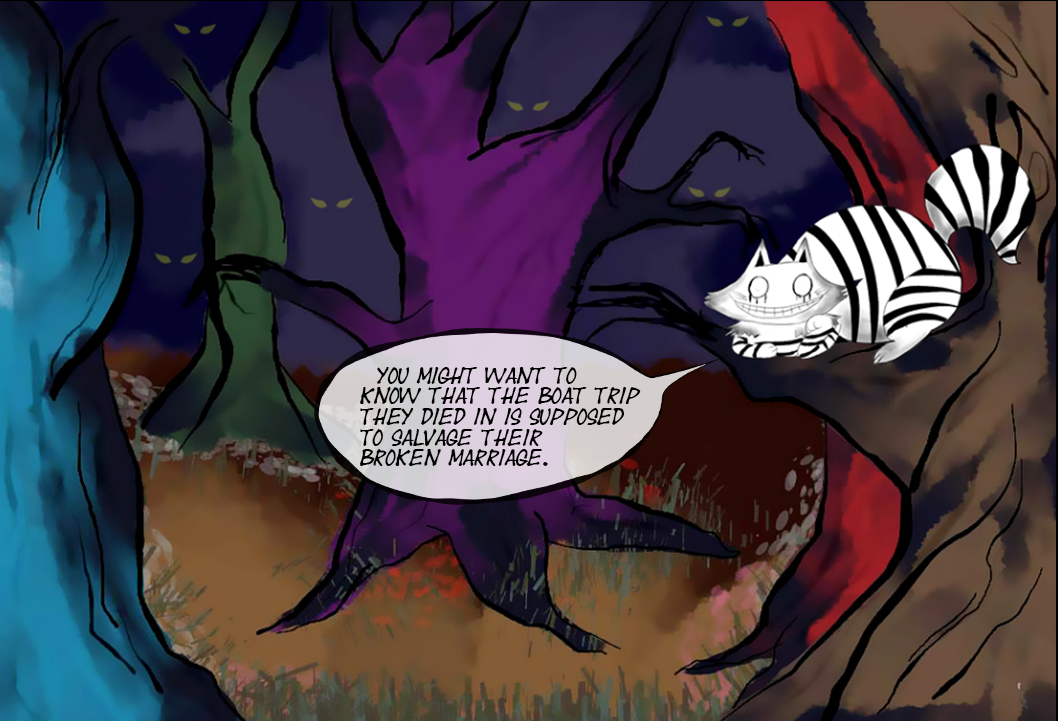 YOU MIGHT WANT TO
KNOW THAT THE BOAT TRIP
THEY DIED IN IS SUPPOSED
TO SALVAGE THEIR
BROKEN MARRIAGE.